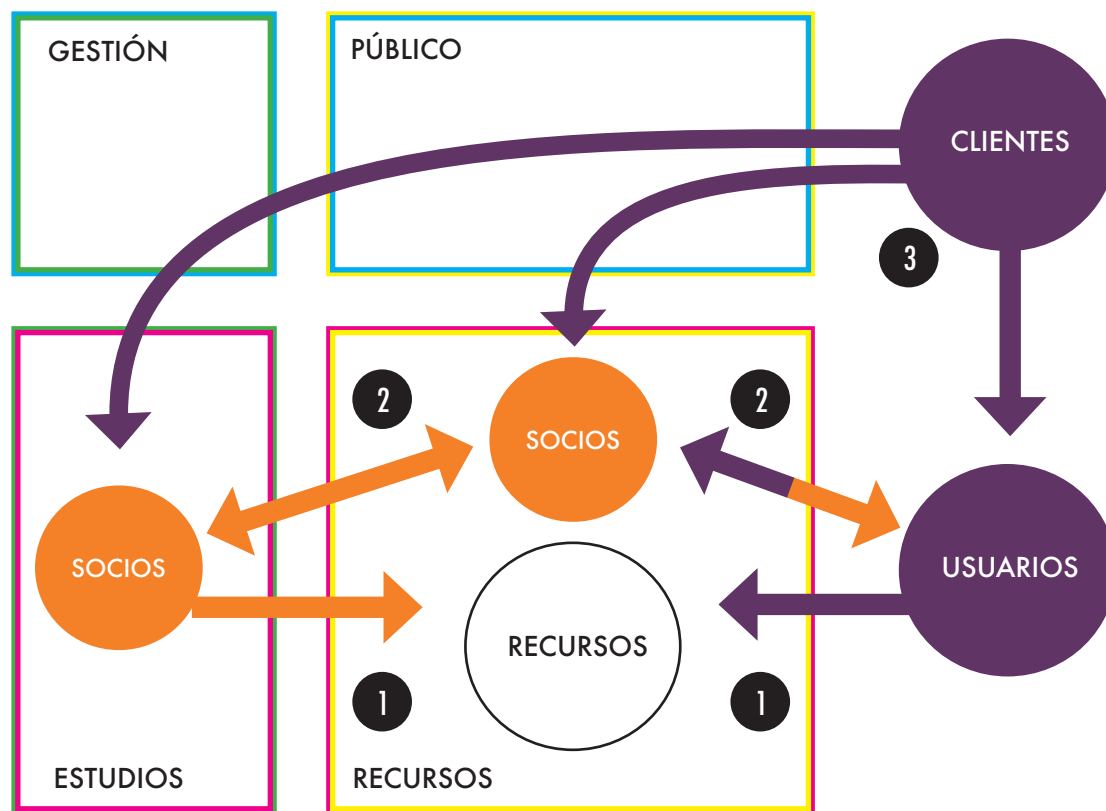 GESTIÓN
PÚBLICO
CLIENTES
3
2
2
SOCIOS
SOCIOS
USUARIOS
RECURSOS
1
1
ESTUDIOS
RECURSOS